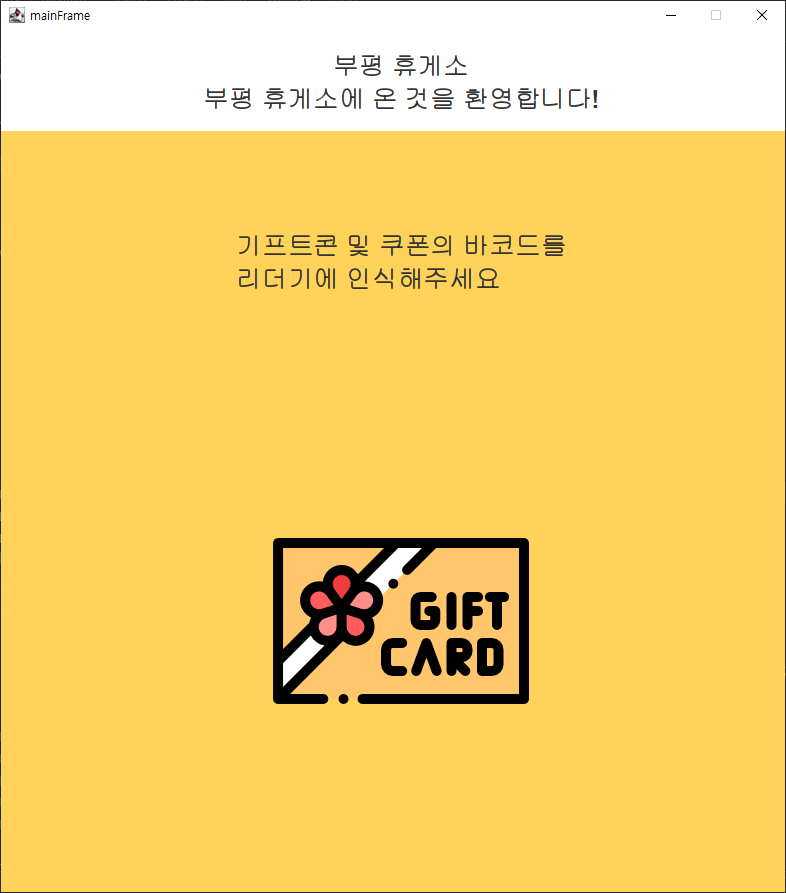 mainFrame
부평 휴게소
부평 휴게소에 온 것을 환영합니다!
기프트콘 및 쿠폰의 바코드를
리더기에 인식해주세요
GIFT
CARD